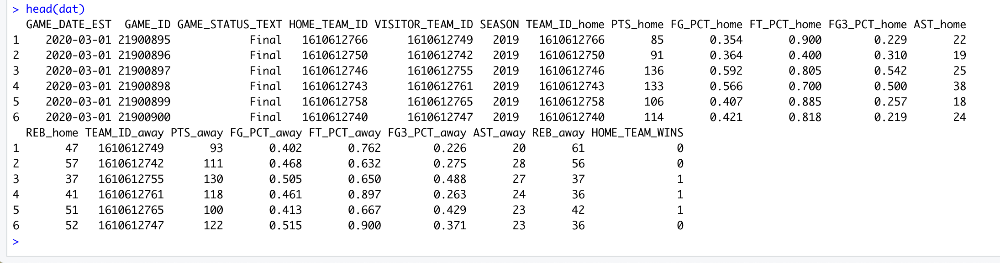 > head(dat)
GAME_DATE_EST GAME_ID GAME_STATUS_TEXT HOME_TEAM_ID VISITOR_TEAM_ID SEASON TEAM_ID_home PTS_home FG_PCT_home FT_PCT_home FG3_PCT_home AST_home
1 2020-03-01 21900895 Final 1610612766 1610612749 2019 1610612766 85 0.354 0.900 0.229 22
2 2020-03-01 21900896 Final 1610612750 1610612742 2019 1610612750 91 0.364 0.400 0.310 19
3 2020-03-01 21900897 Final 1610612746 1610612755 2019 1610612746 136 0.592 0.805 0.542 25
4 2020-03-01 21900898 Final 1610612743 1610612761 2019 1610612743 133 0.566 0.700 0.500 38
5 2020-03-01 21900899 Final 1610612758 1610612765 2019 1610612758 106 0.407 0.885 0.257 18
6 2020-03-01 21900900 Final 1610612740 1610612747 2019 1610612740 114 0.421 0.818 0.219 24
REB_home TEAM_ID_away PTS_away FG_PCT_away FT_PCT_away FG3_PCT_away AST_away REB_away HOME_TEAM_WINS
1 47 1610612749 93 0.402 0.762 0.226 20 61 0
2 57 1610612742 111 0.468 0.632 0.275 28 56 0
3 37 1610612755 130 0.505 0.650 0.488 27 37 1
4 41 1610612761 118 0.461 0.897 0.263 24 36 1
5 51 1610612765 100 0.413 0.667 0.429 23 42 1
6 52 1610612747 122 0.515 0.900 0.371 23 36 0
>